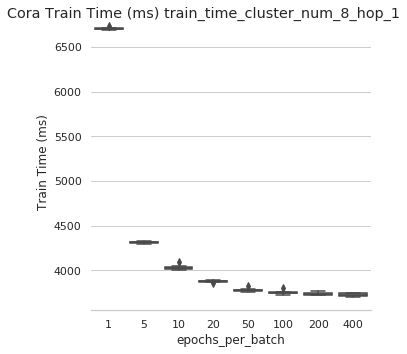 Cora Train Time (ms) train_time_cluster_num_8_hop_1
Train Time (ms)
6500
6000
5500
5000
4500
4000
1 5 10 20 50 100 200 400
epochs_per_batch